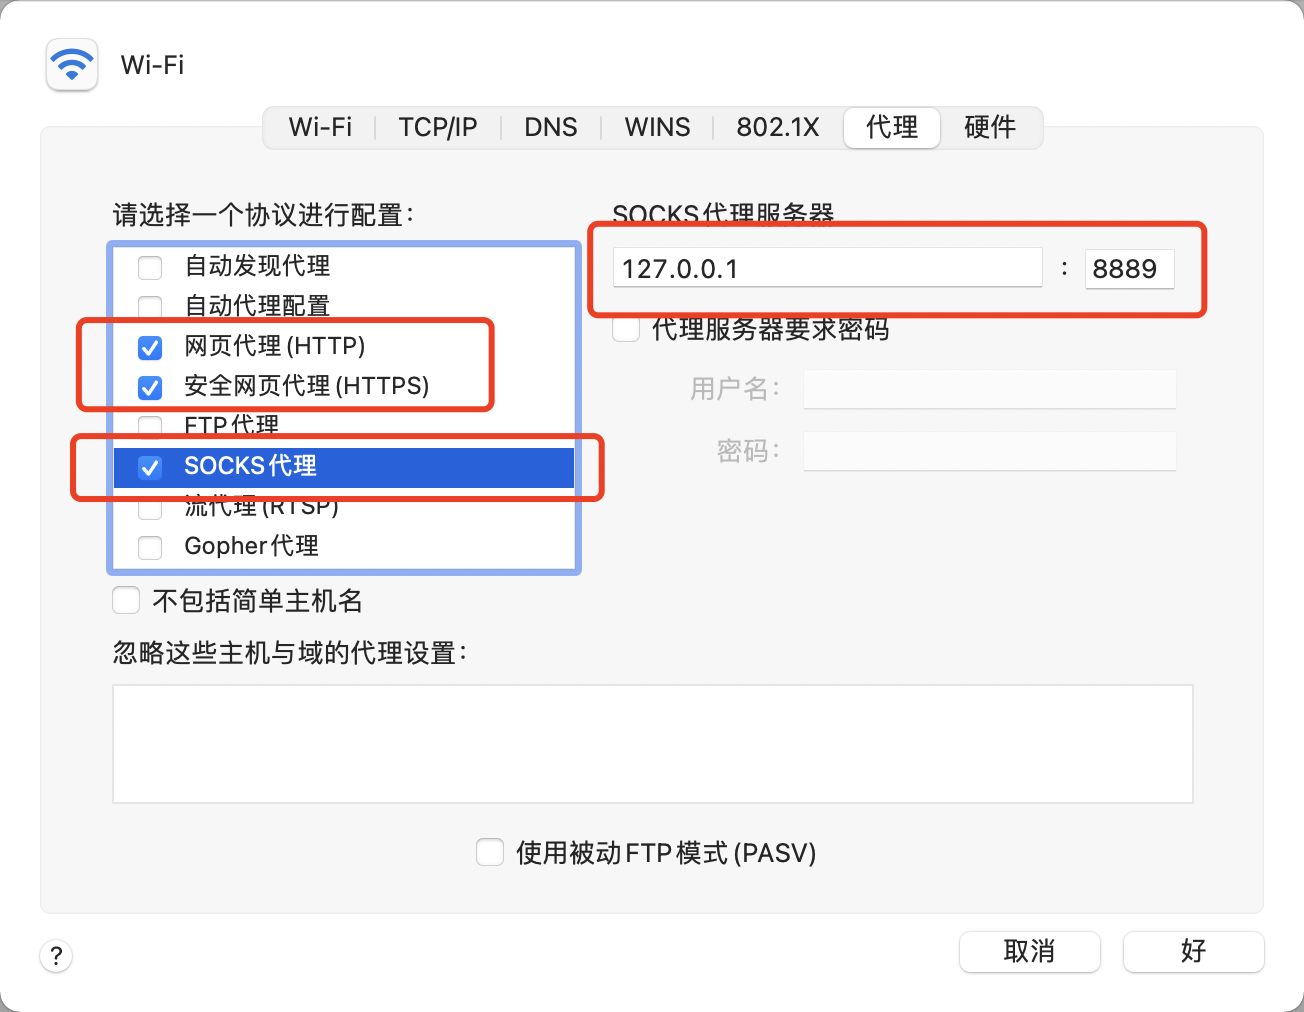 Wi-Fi
Wi-Fi TCP/IP DNS WINS 802.1X 代理 硬件
请选择一个协议进行配置：
自动发现代理
自动代理配置
网页代理(HTTP)
安全网页代理(HTTPS)
FTP代理
SOCKS代理
流代理(RTSP)
Gopher代理
SOCKS代理服务器
127.0.0.1 : 8889
代理服务器要求密码
用户名：
密码：
不包括简单主机名
忽略这些主机与域的代理设置：
使用被动FTP模式(PASV)
?
取消
好